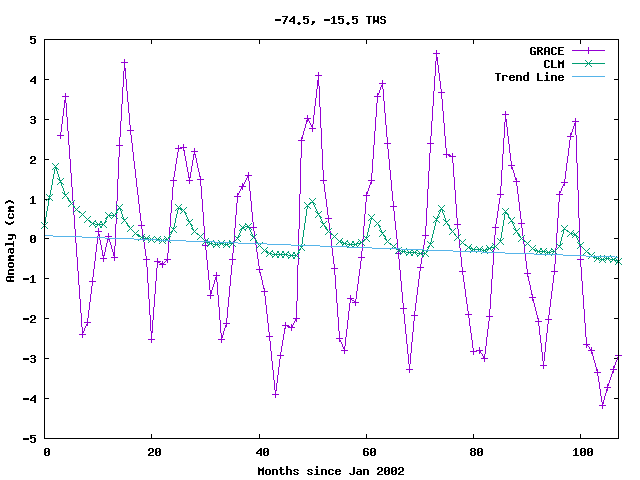 -74.5, -15.5 TWS
GRACE
CLM
Trend Line
5
4
3
2
1
0
-1
-2
-3
-4
-5
Anomaly (cm)
0 20 40 60 80 100
Months since Jan 2002